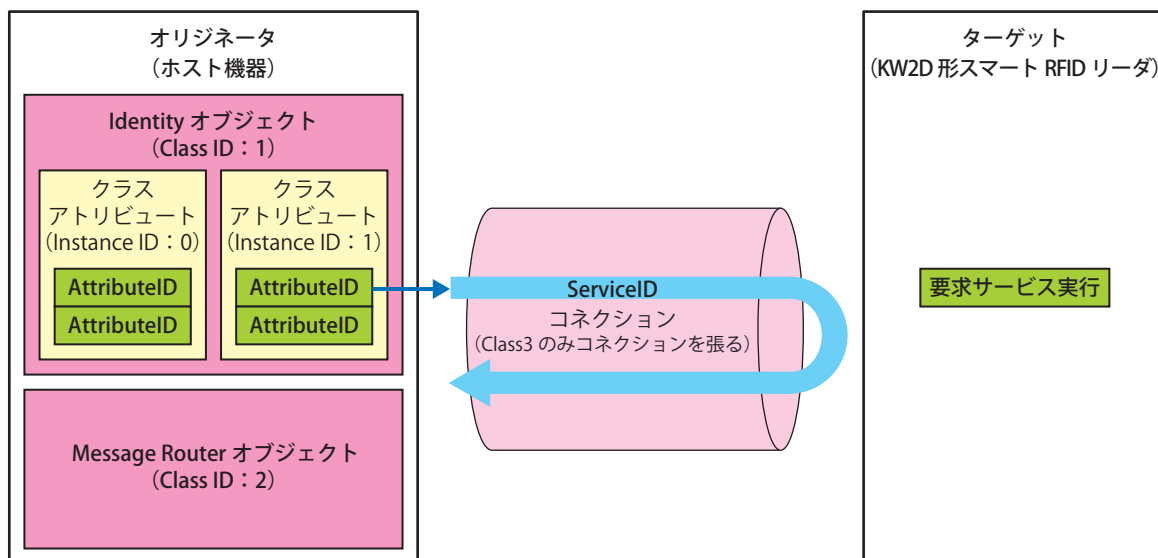 オリジネータ
(ホスト機器)
Identity オブジェクト
(Class ID：1)
クラス
アトリビュート
(Instance ID：0)
AttributeID
AttributeID
クラス
アトリビュート
(Instance ID：1)
AttributeID
AttributeID
Message Router オブジェクト
(Class ID：2)
ServiceID
コネクション
(Class3 のみコネクションを張る)
ターゲット
(KW2D 形スマート RFID リーダ)
要求サービス実行